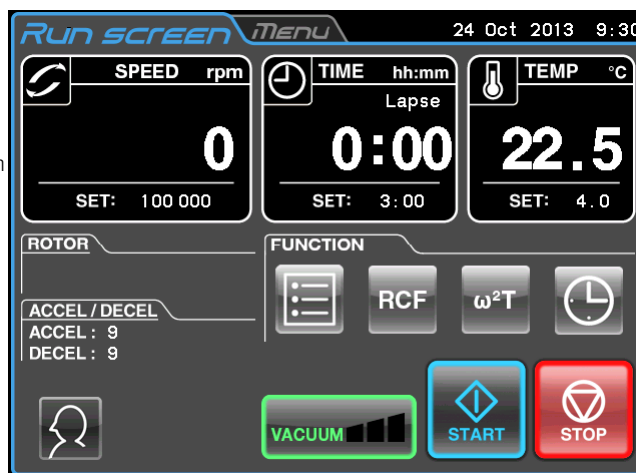 Run screen Menu 24 Oct 2013 9:30
SPEED rpm
0
SET: 100 000
TIME hh:mm
Lapse
0:00
SET: 3:00
TEMP °C
22.5
SET: 4.0
n
ROTOR
ACCEL / DECEL
ACCEL: 9
DECEL: 9
FUNCTION
RCF ω²T
VACUUM START STOP